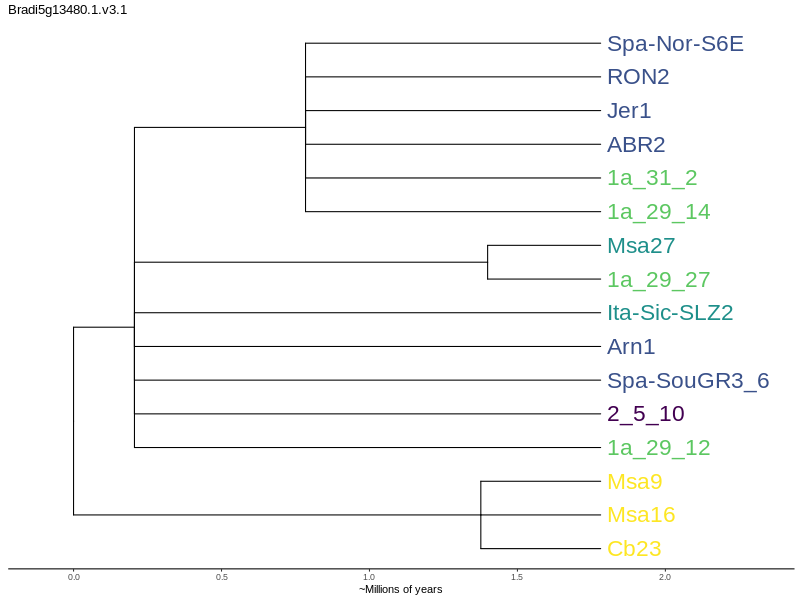 Bradi5g13480.1.v3.1
Spa-Nor-S6E
RON2
Jer1
ABR2
1a_31_2
1a_29_14
Msa27
1a_29_27
Ita-Sic-SLZ2
Arn1
Spa-SouGR3_6
2_5_10
1a_29_12
Msa9
Msa16
Cb23
0.0 0.5 1.0 1.5 2.0
~Millions of years